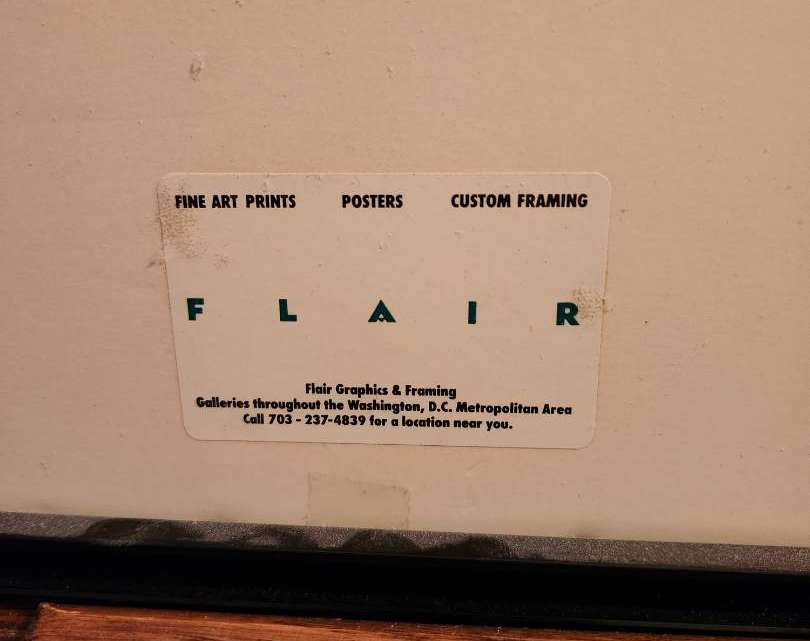 FINE ART PRINTS POSTERS CUSTOM FRAMING
FLAIR
Flair Graphics & Framing
Galleries throughout the Washington, D.C. Metropolitan Area
Call 703 - 237-4839 for a location near you.